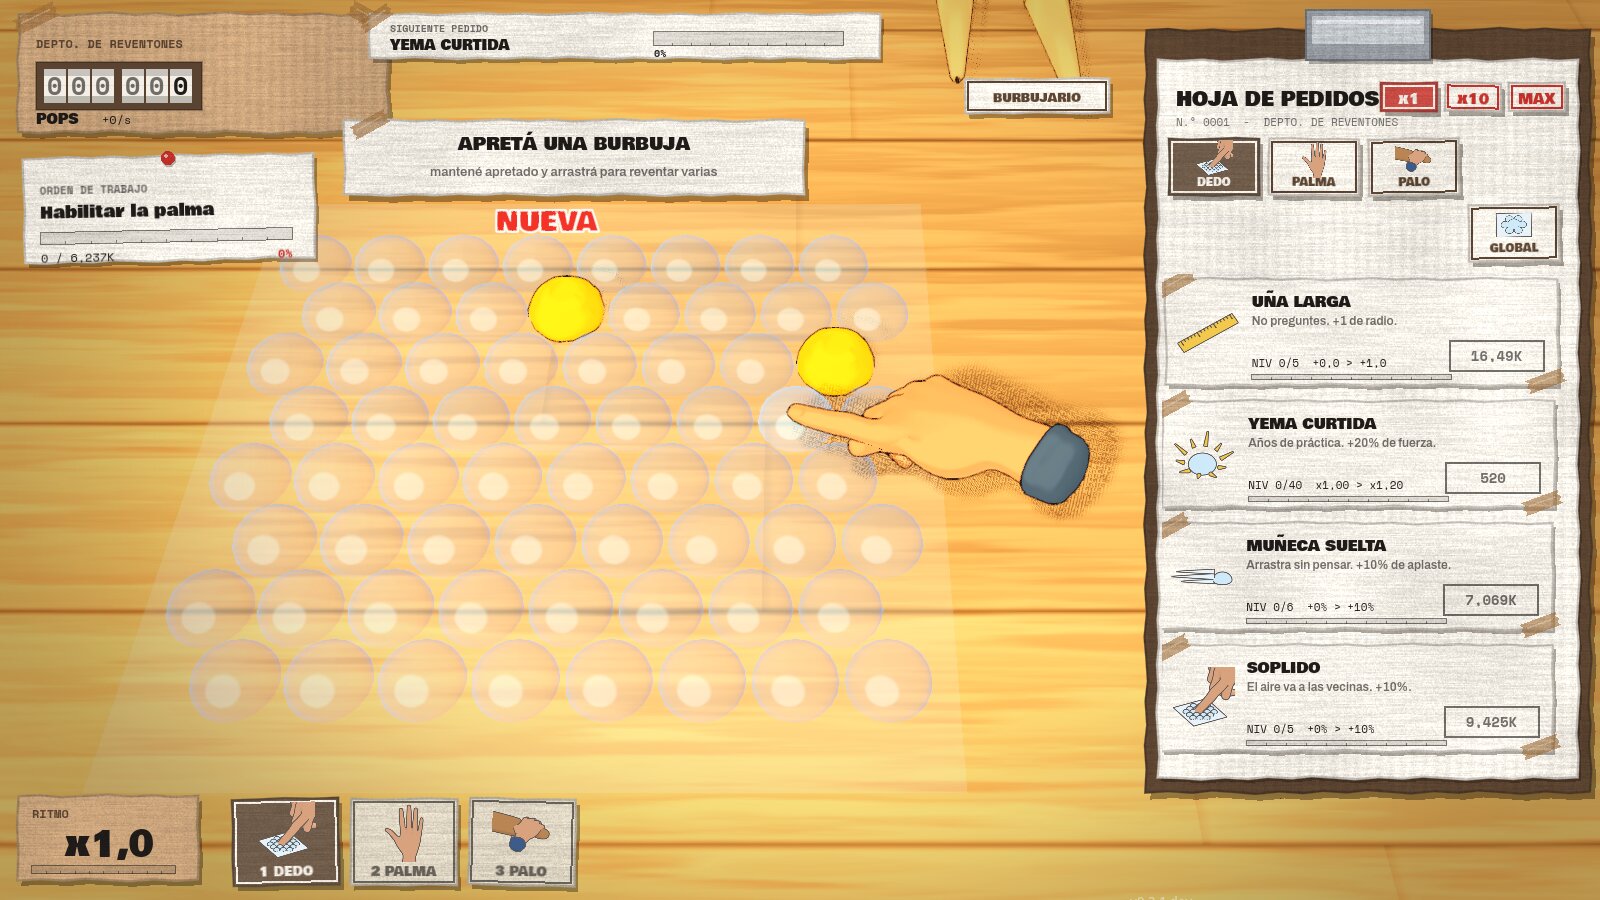 DEPTO. DE REVENTONES
000000
POPS +0/s
SIGUIENTE PEDIDO
YEMA CURTIDA
0%
BURBUJARIO
APRETÁ UNA BURBUJA
mantené apretado y arrastrá para reventar varias
ORDEN DE TRABAJO
Habilitar la palma
0 / 6,237K 0%
NUEVA
HOJA DE PEDIDOS x1 x10 MAX
N.° 0001 - DEPTO. DE REVENTONES
DEDO PALMA PALO
GLOBAL
UÑA LARGA
No preguntes. +1 de radio.
NIV 0/5 +0,0 > +1,0 16,49K
YEMA CURTIDA
Años de práctica. +20% de fuerza.
NIV 0/40 x1,00 > x1,20 520
MUÑECA SUELTA
Arrastra sin pensar. +10% de aplaste.
NIV 0/6 +0% > +10% 7,069K
SOPLIDO
El aire va a las vecinas. +10%.
NIV 0/5 +0% > +10% 9,425K
RITMO
x1,0
1 DEDO 2 PALMA 3 PALO